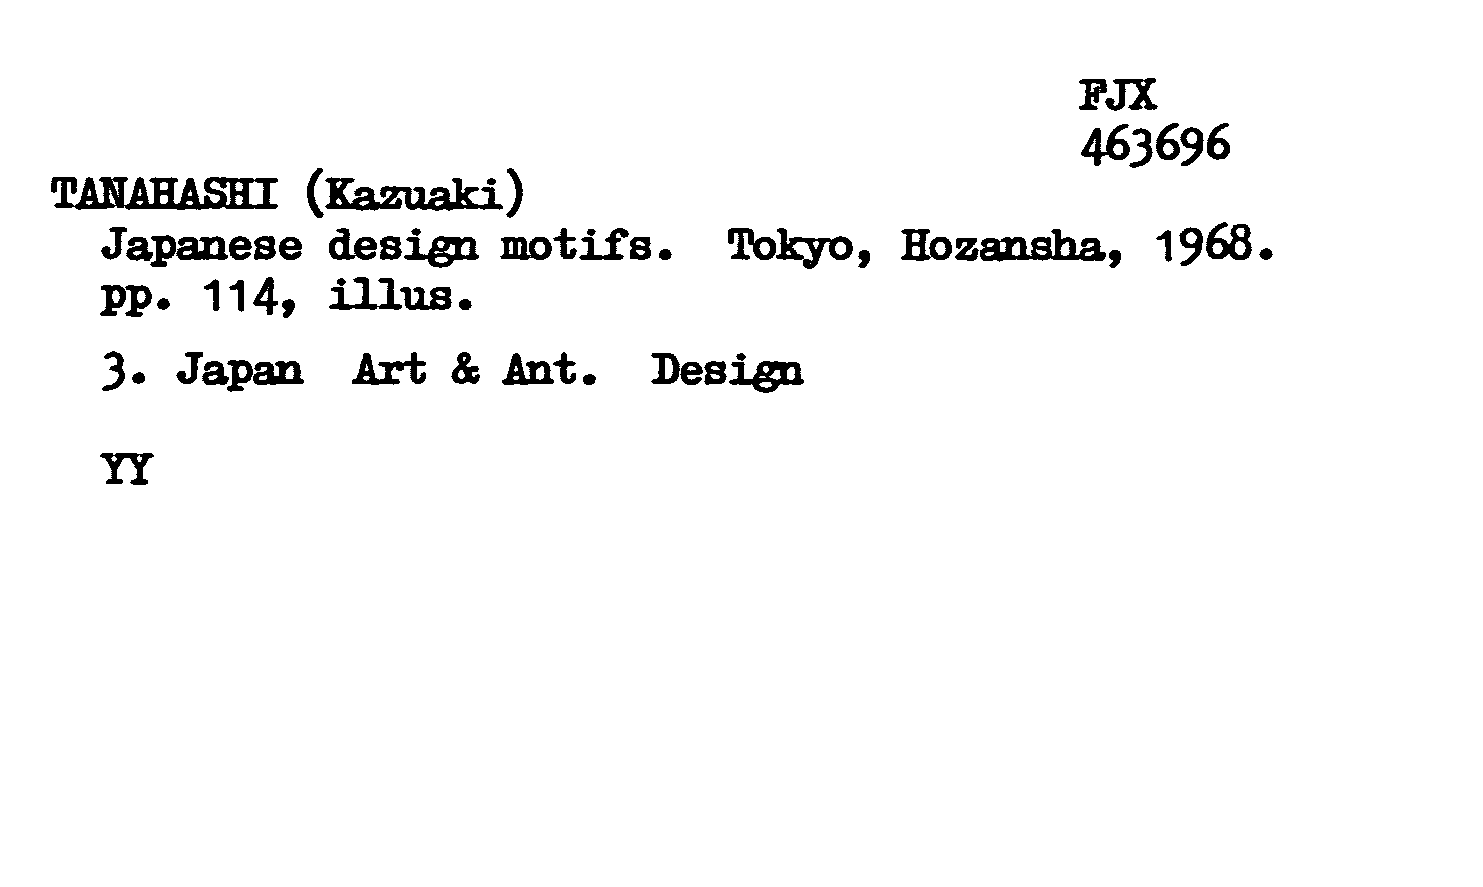 FJX
463696
TANAHASHI (Kazuaki)
Japanese design motifs. Tokyo, Hozansha, 1968.
pp. 114, illus.
3. Japan Art & Ant. Design
YY